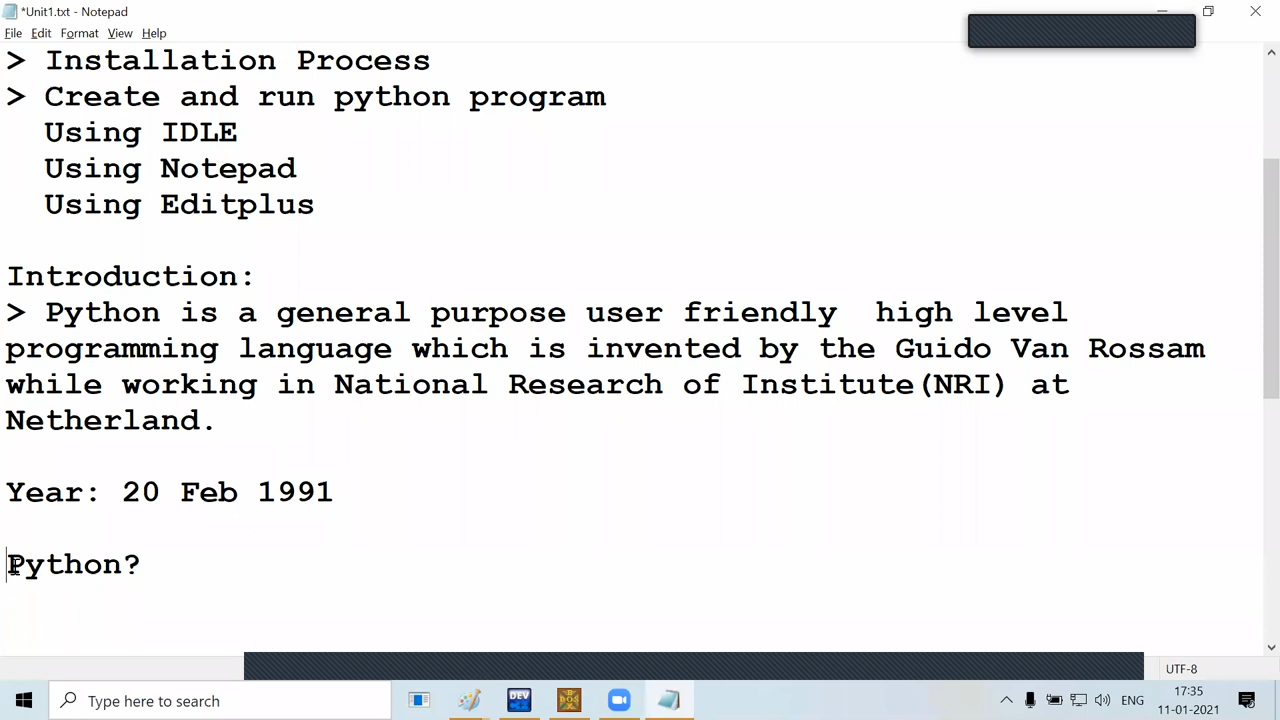 *Unit1.txt - Notepad
File Edit Format View Help
> Installation Process
> Create and run python program
Using IDLE
Using Notepad
Using Editplus
Introduction:
> Python is a general purpose user friendly  high level
programming language which is invented by the Guido Van Rossam
while working in National Research of Institute(NRI) at
Netherland.
Year: 20 Feb 1991
Python?
UTF-8
Type here to search
DEV
ENG
17:35
11-01-2021